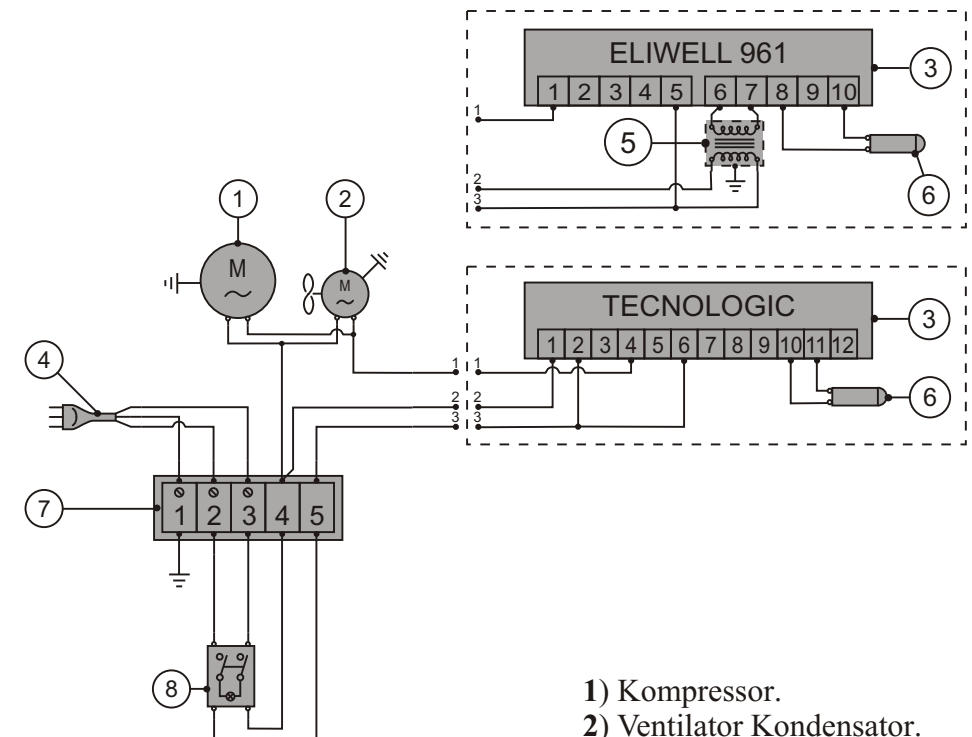 ELIWELL 961
3
1 2 3 4 5 6 7 8 9 10
1
5
2
3
6
1
2
M
M
TECNOLOGIC
3
1 2 3 4 5 6 7 8 9 10 11 12
1 1
4
2 2
3 3
6
7
1 2 3 4 5
8
1) Kompressor.
2) Ventilator Kondensator.